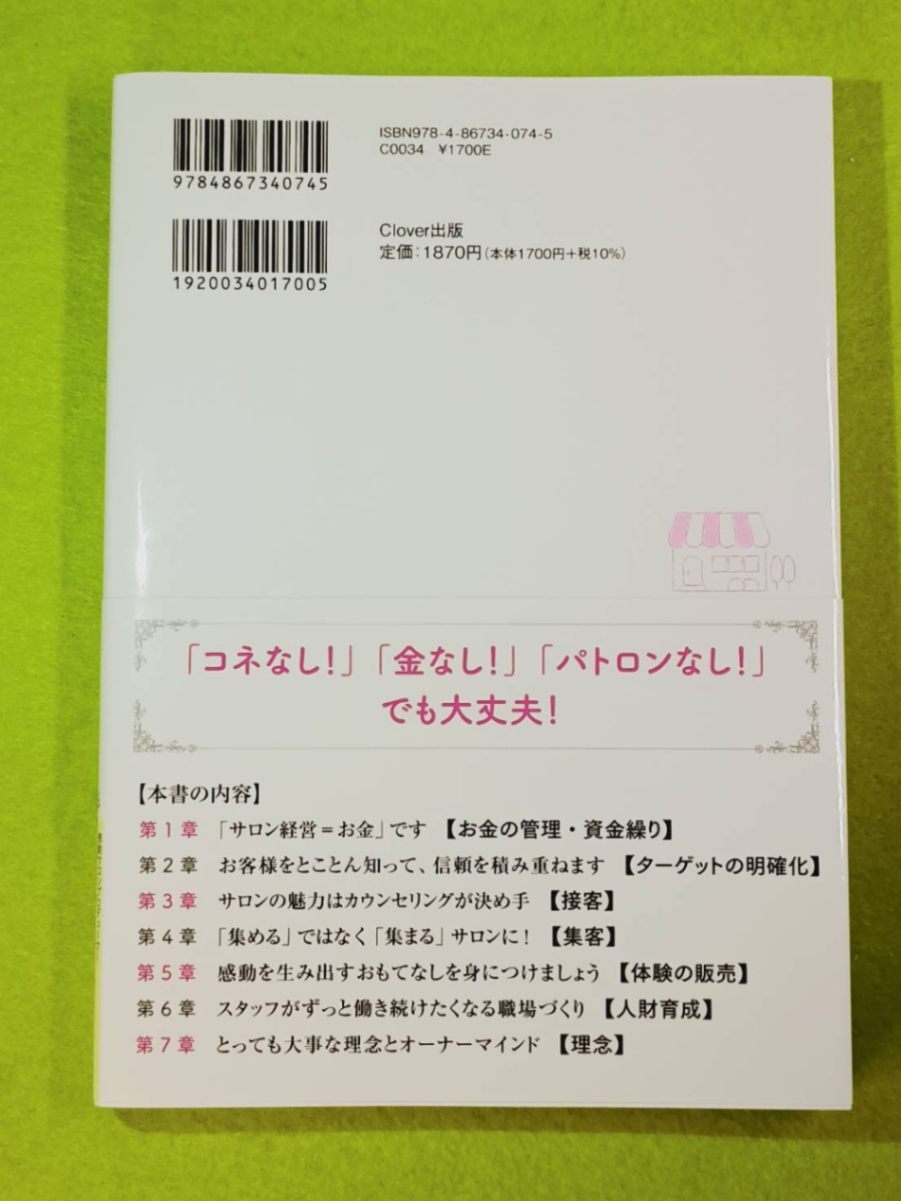 ISBN978-4-86734-074-5
C0034 ¥1700E
9784867340745
Clover出版
定価:1870円(本体1700円+税10%)
1920034017005
「コネなし!」「金なし!」「パトロンなし!」
でも大丈夫!
【本書の内容】
第1章 「サロン経営=お金」です 【お金の管理・資金繰り】
第2章 お客様をとことん知って、信頼を積み重ねます 【ターゲットの明確化】
第3章 サロンの魅力はカウンセリングが決め手 【接客】
第4章 「集める」ではなく「集まる」サロンに! 【集客】
第5章 感動を生み出すおもてなしを身につけましょう 【体験の販売】
第6章 スタッフがずっと働き続けたくなる職場づくり 【人財育成】
第7章 とっても大事な理念とオーナーマインド 【理念】